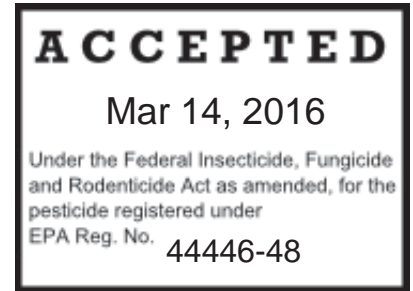 ACCEPTED
Mar 14, 2016
Under the Federal Insecticide, Fungicide
and Rodenticide Act as amended, for the
pesticide registered under
EPA Reg. No. 44446-48